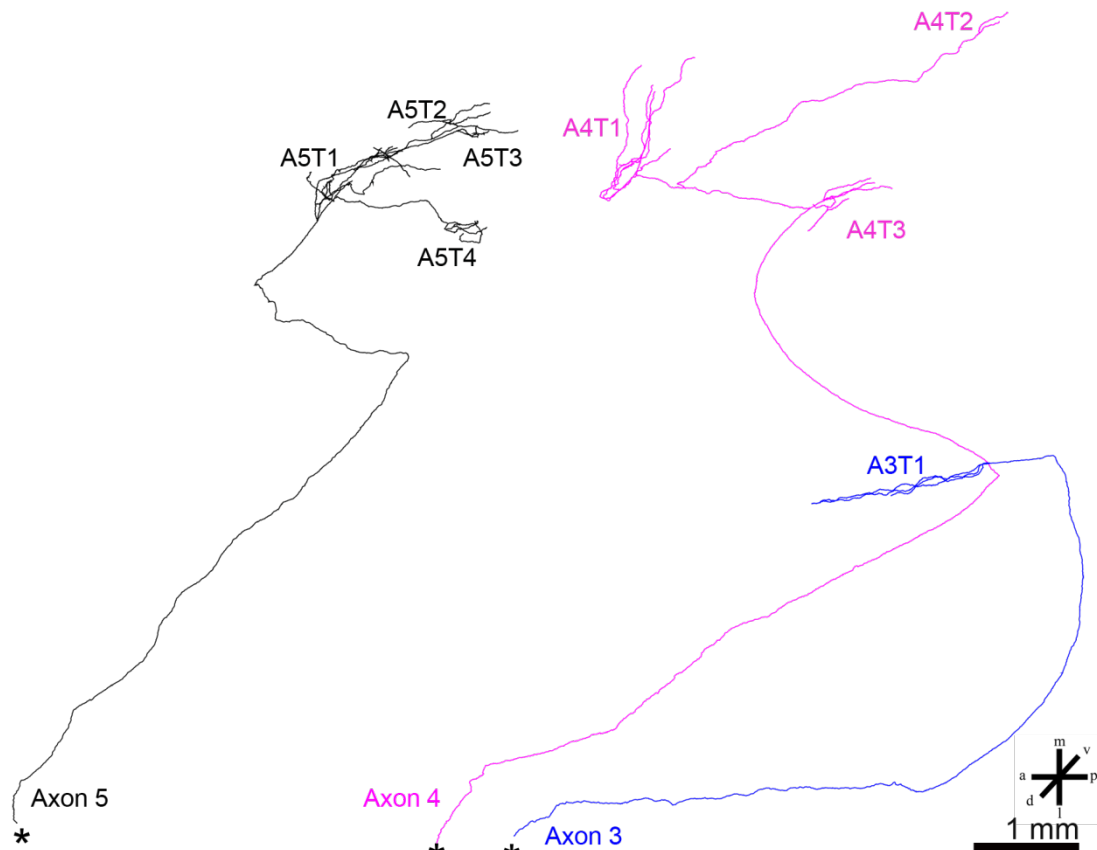 A4T2
A5T2
A4T1
A5T1
A5T3
A4T3
A5T4
A3T1
m
v
a
p
d
l
Axon 5
*
Axon 4
*
Axon 3
*
1 mm